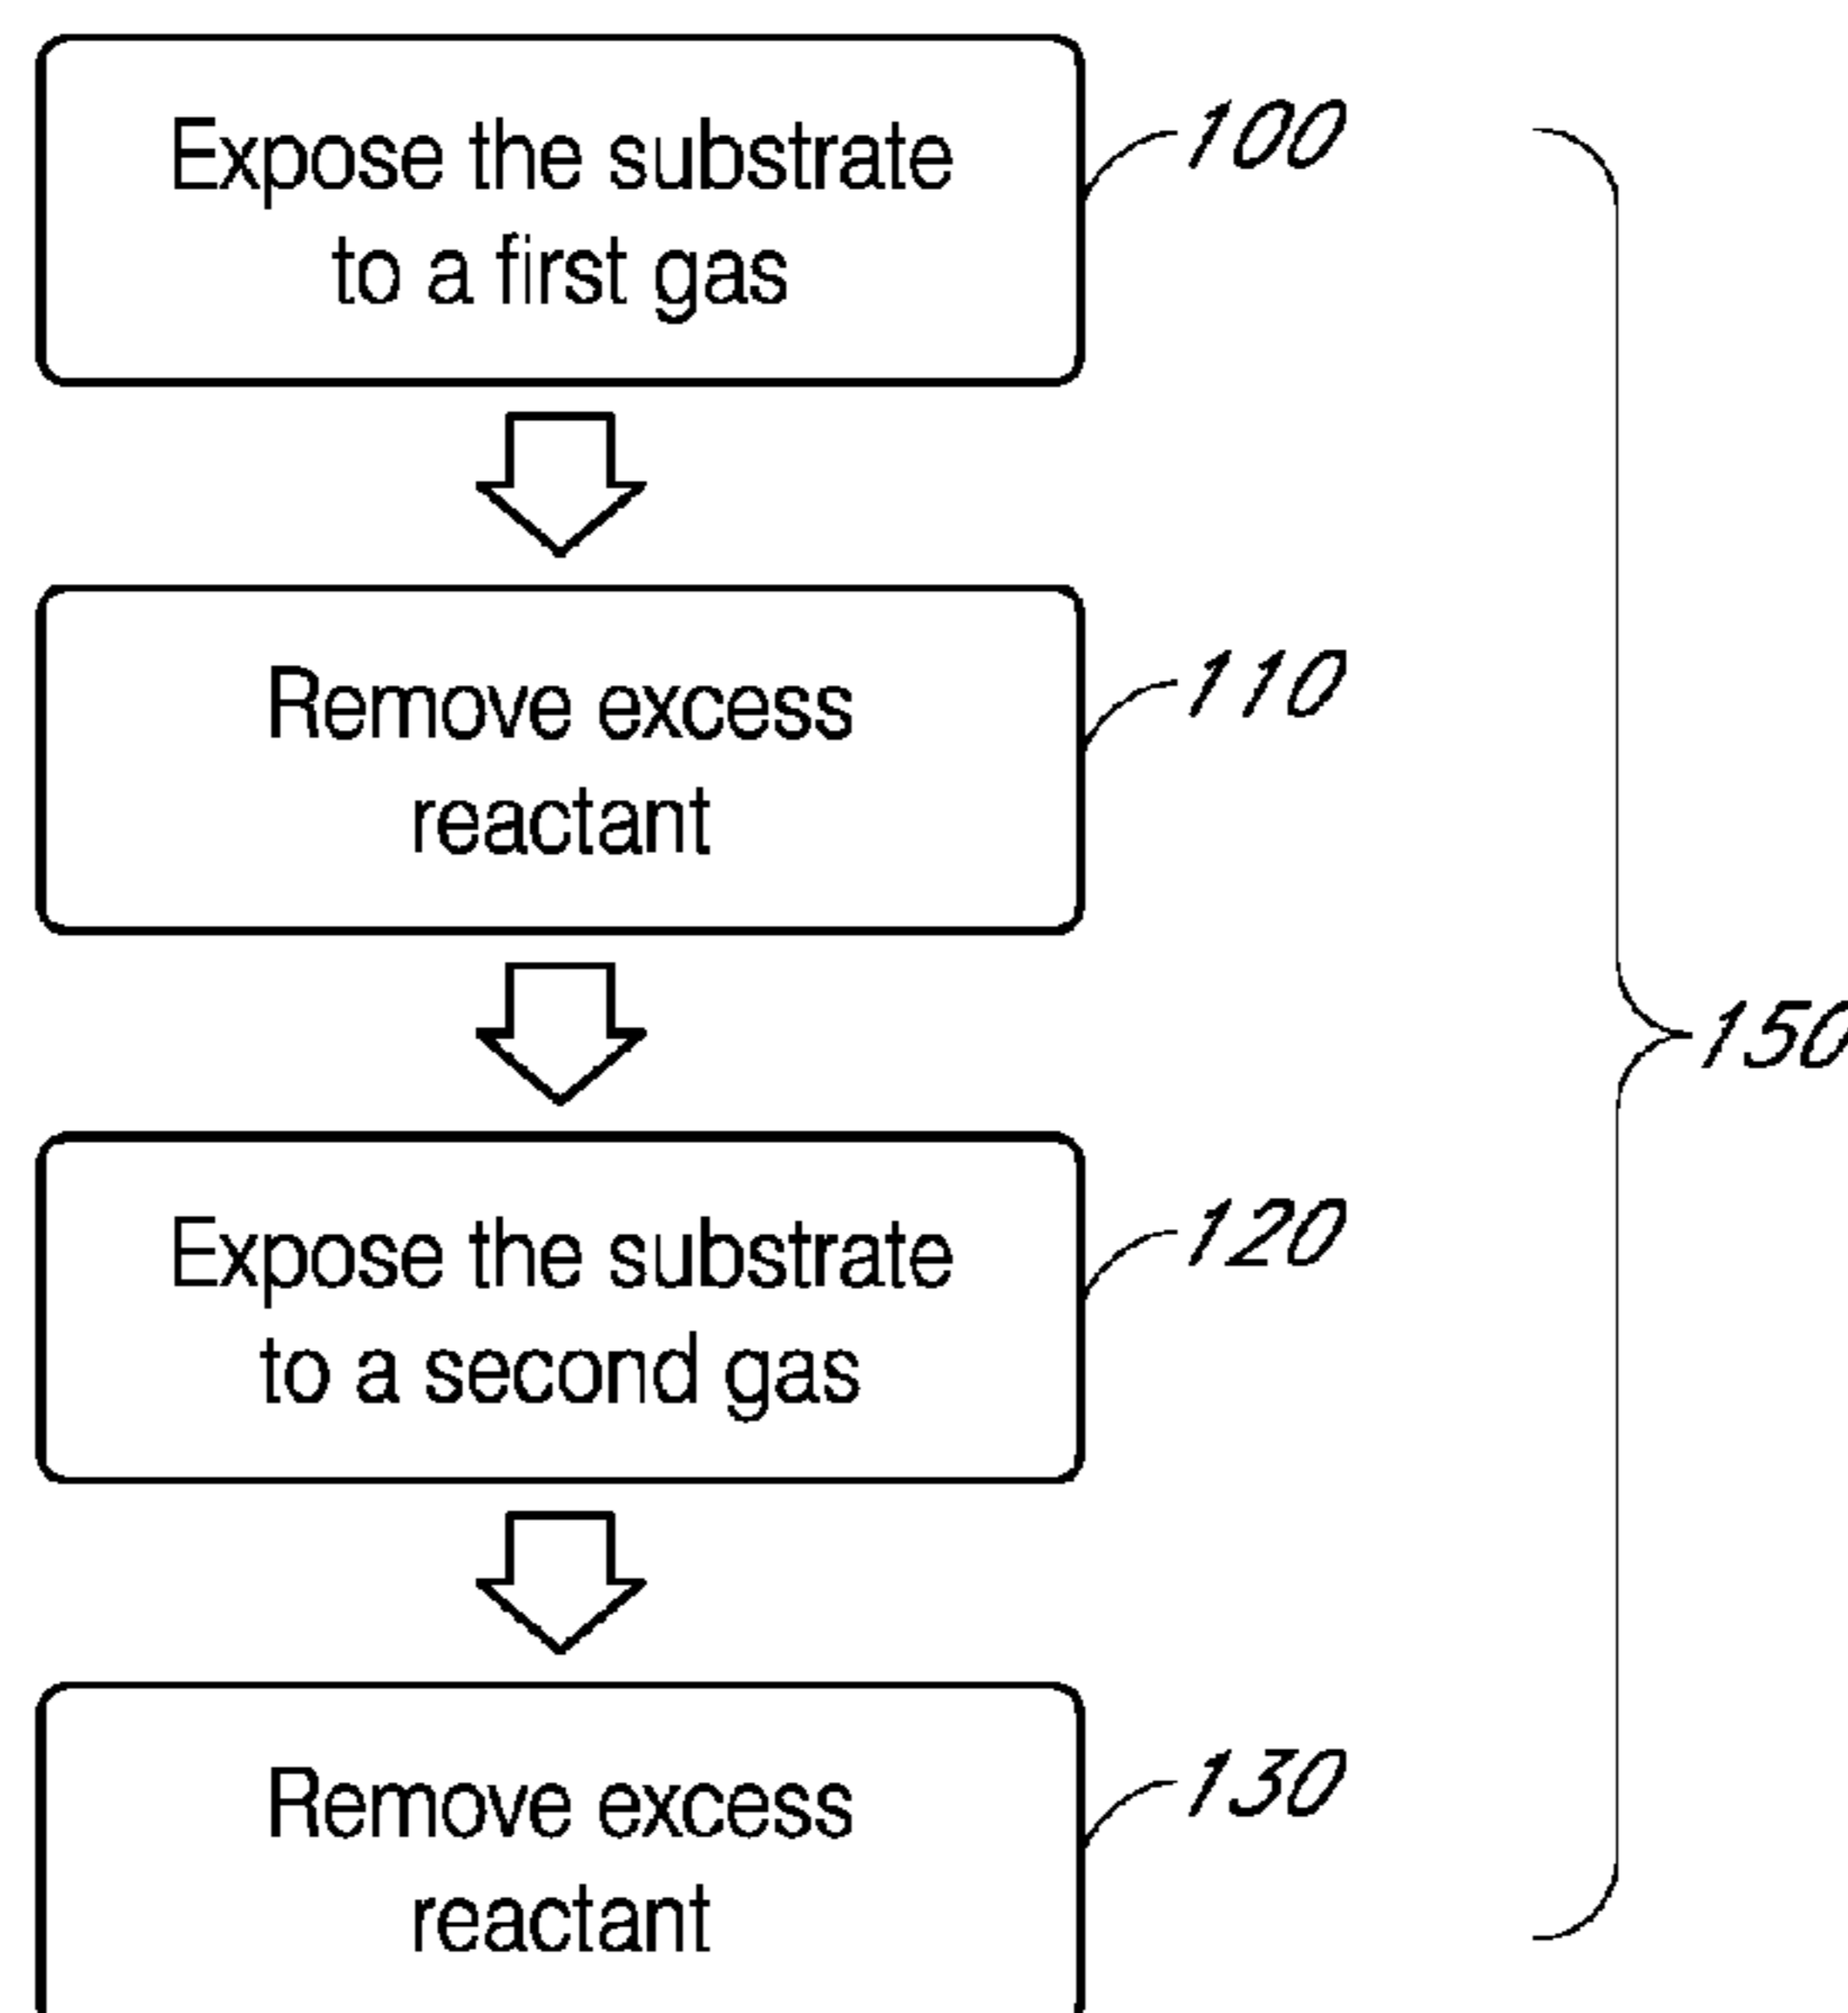 Expose the substrate
to a first gas
100
Remove excess
reactant
110
150
Expose the substrate
to a second gas
120
Remove excess
reactant
130